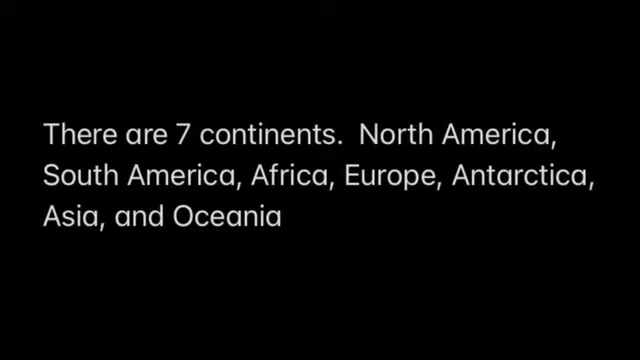 There are 7 continents.  North America,
South America, Africa, Europe, Antarctica,
Asia, and Oceania